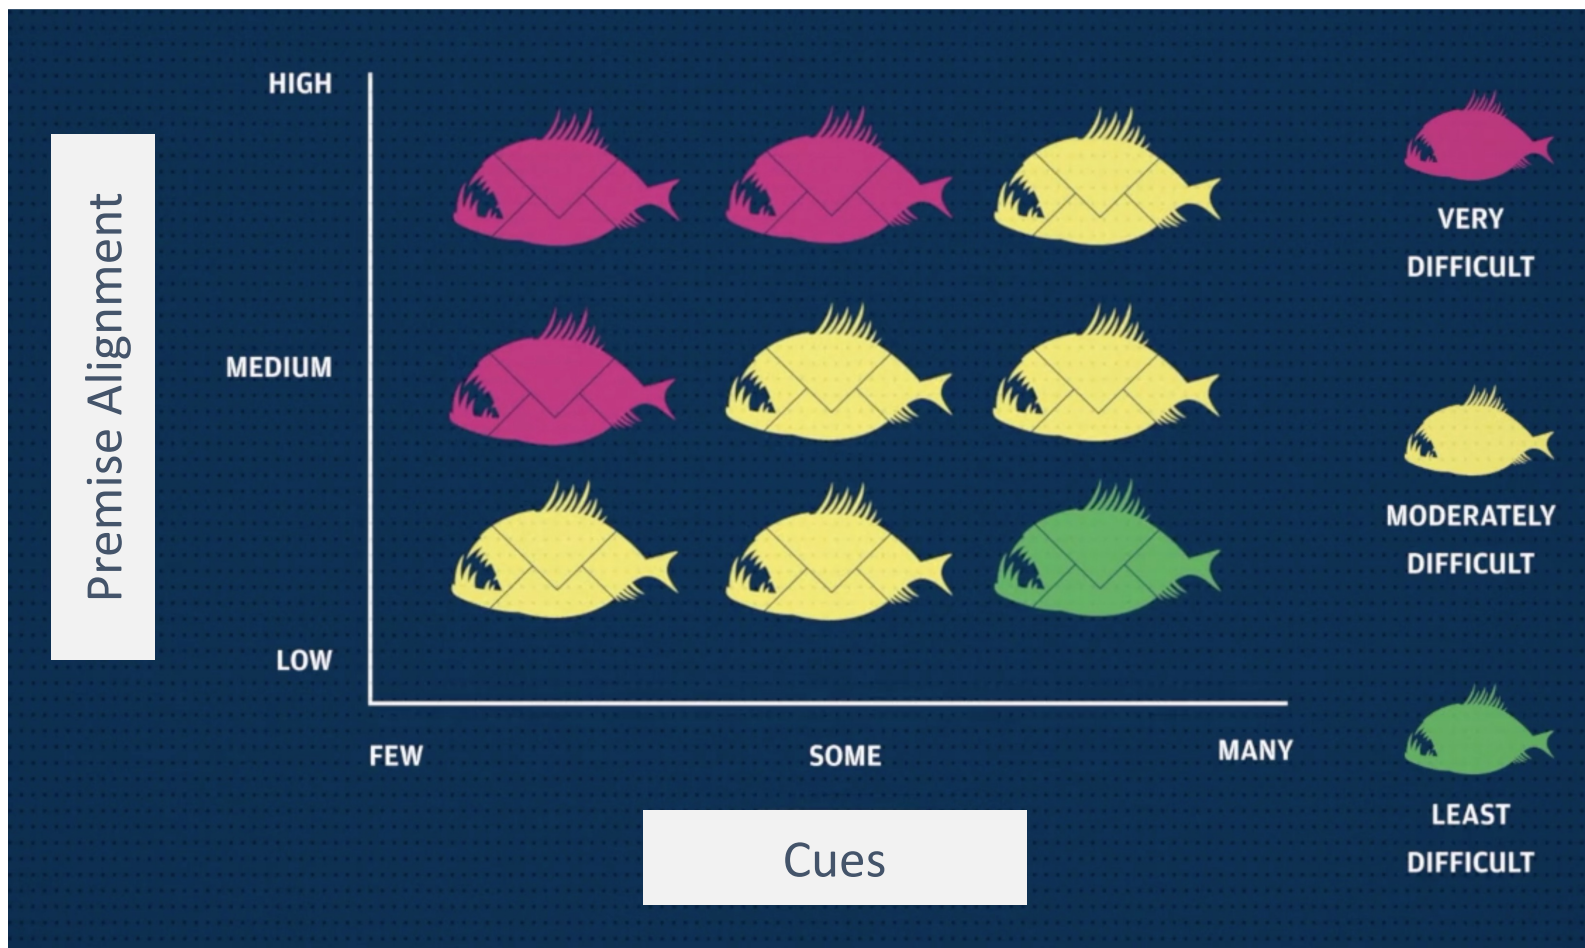 HIGH
MEDIUM
LOW
Premise Alignment
FEW
SOME
MANY
Cues
VERY
DIFFICULT
MODERATELY
DIFFICULT
LEAST
DIFFICULT